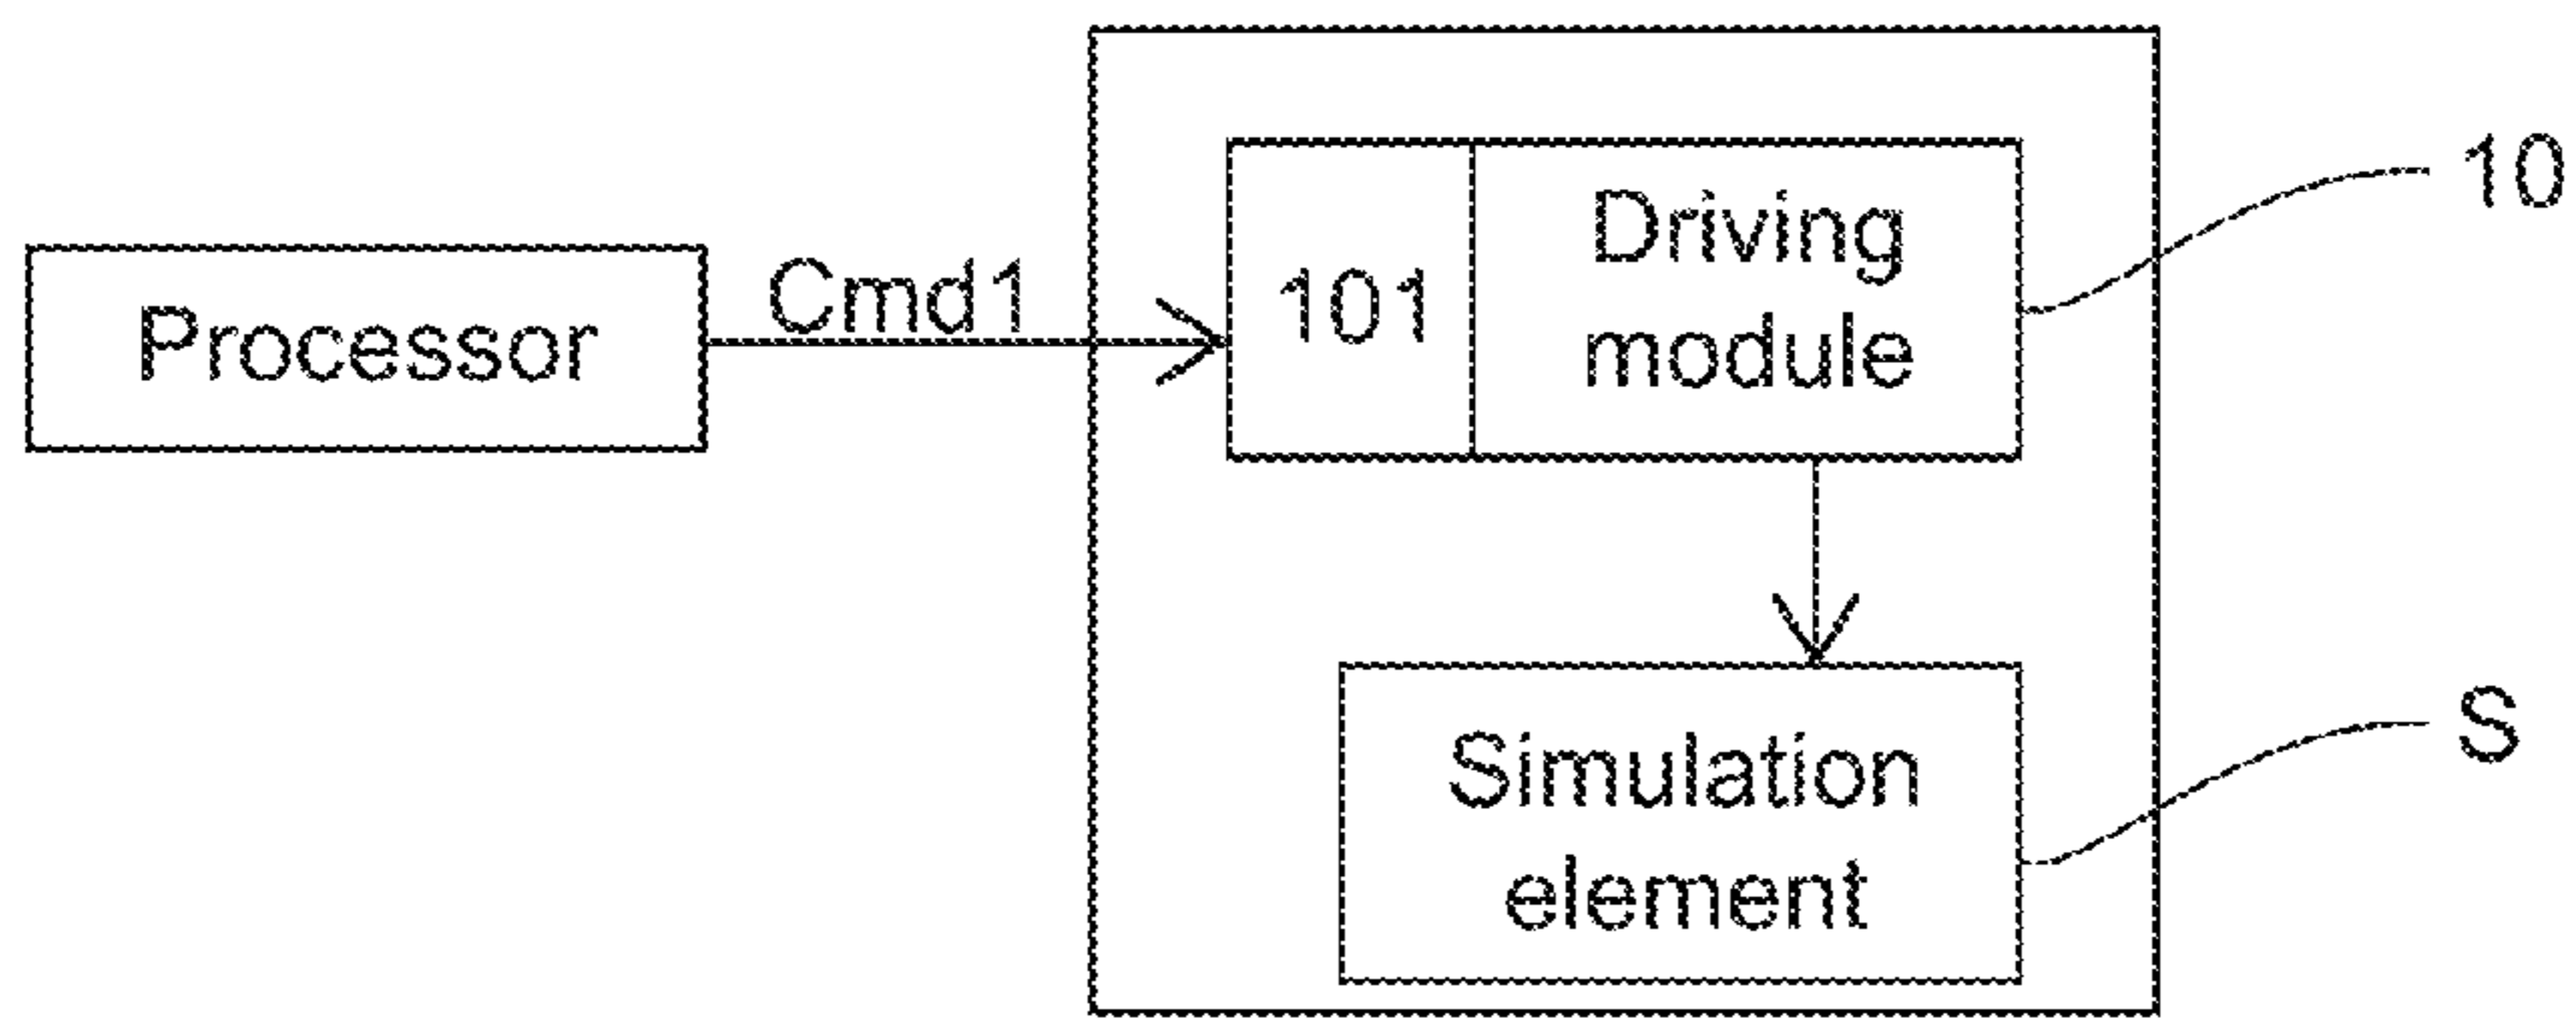 Processor
Cmd1
101
Driving
module
10
Simulation
element
S